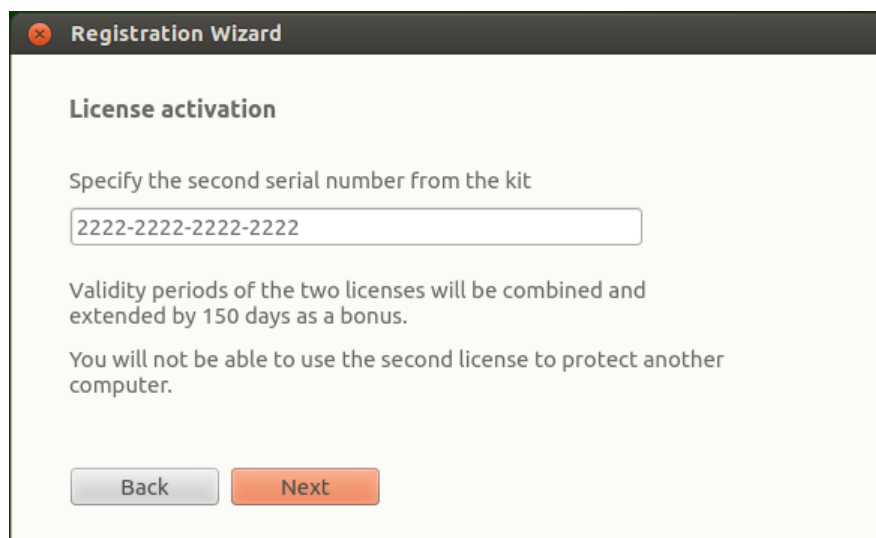 Registration Wizard
License activation
Specify the second serial number from the kit
2222-2222-2222-2222
Validity periods of the two licenses will be combined and
extended by 150 days as a bonus.
You will not be able to use the second license to protect another
computer.
Back Next